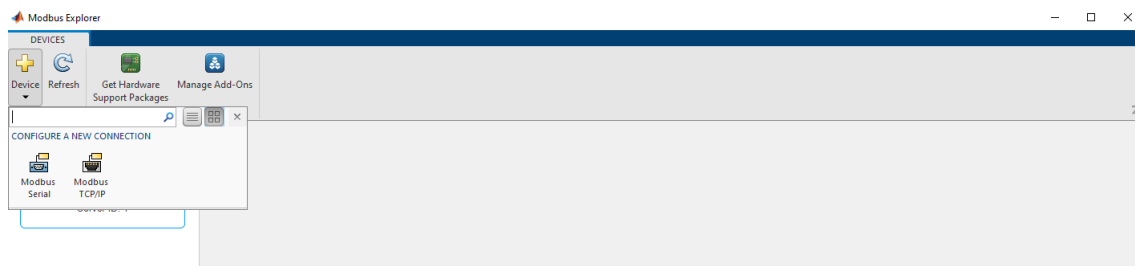 Modbus Explorer
DEVICES
Device
Refresh
Get Hardware
Support Packages
Manage Add-Ons
CONFIGURE A NEW CONNECTION
Modbus
Serial
Modbus
TCP/IP